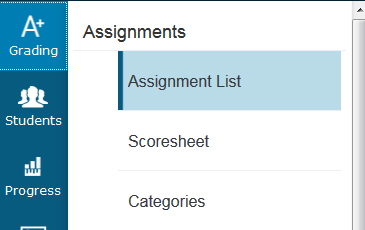 A+
Grading
Students
Progress
Assignments
Assignment List
Scoresheet
Categories